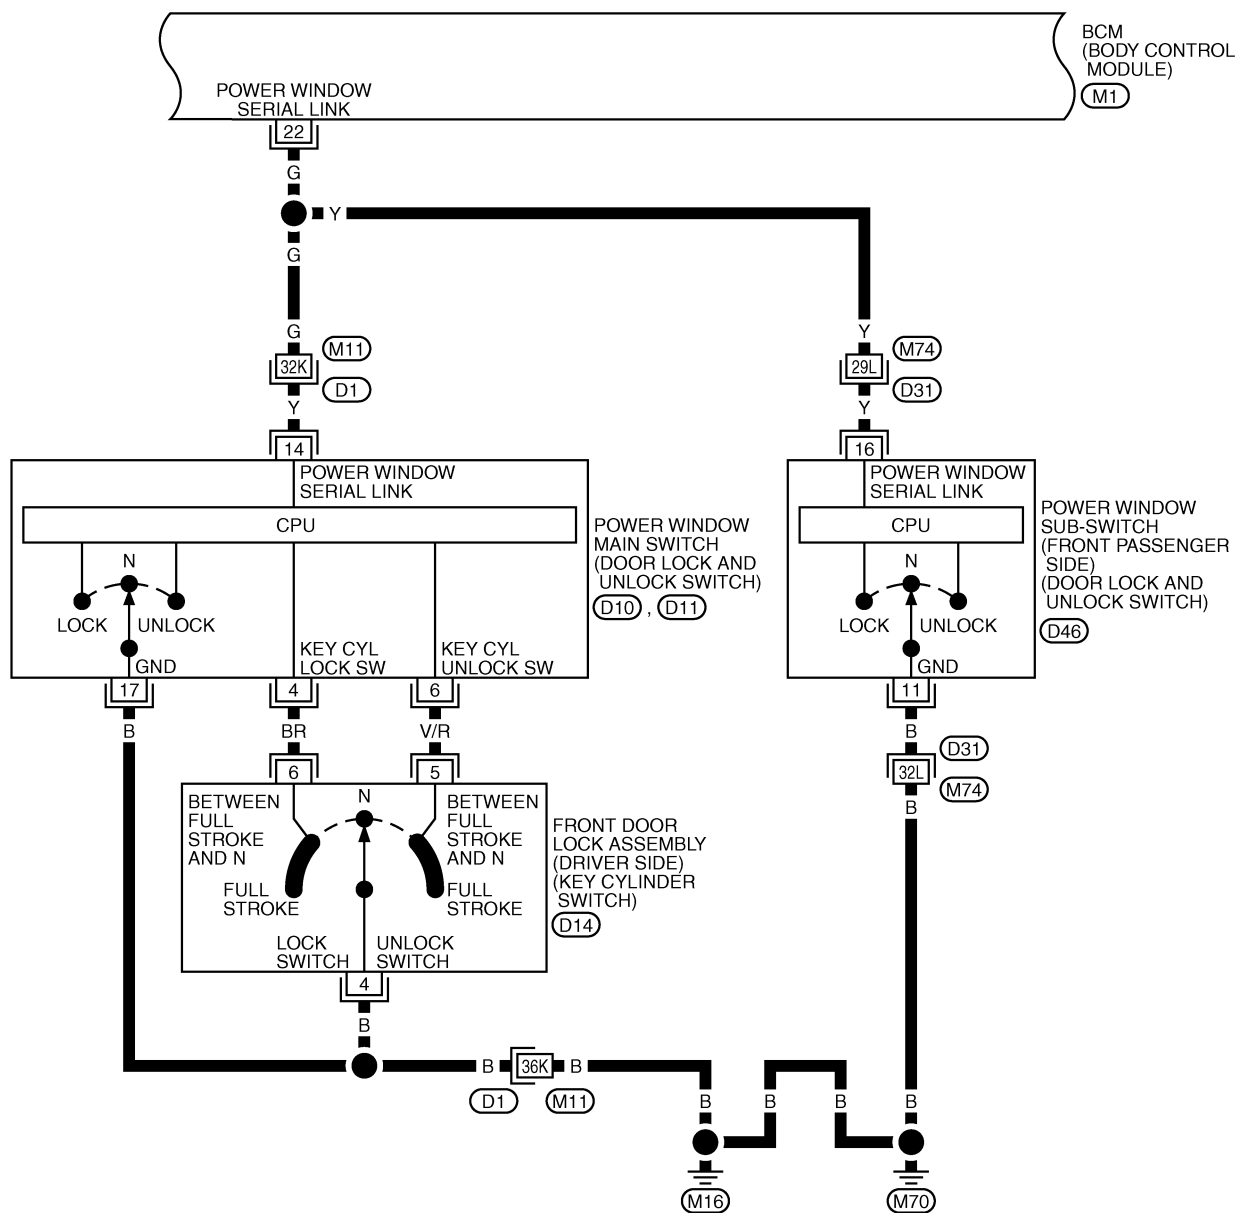 BCM
(BODY CONTROL
MODULE)
M1
POWER WINDOW
SERIAL LINK
22
G
Y
G
G
Y
M11
M74
32K
29L
D1
D31
Y
Y
14
16
POWER WINDOW
SERIAL LINK
CPU
N
LOCK
UNLOCK
GND
KEY CYL
LOCK SW
KEY CYL
UNLOCK SW
POWER WINDOW
MAIN SWITCH
(DOOR LOCK AND
UNLOCK SWITCH)
D10 , D11
POWER WINDOW
SERIAL LINK
CPU
N
LOCK
UNLOCK
GND
POWER WINDOW
SUB-SWITCH
(FRONT PASSENGER
SIDE)
(DOOR LOCK AND
UNLOCK SWITCH)
D46
17
4
6
11
B
BR
V/R
B
D31
6
5
32L
M74
B
BETWEEN
FULL
STROKE
AND N
N
BETWEEN
FULL
STROKE
AND N
FULL
STROKE
FULL
STROKE
LOCK
SWITCH
UNLOCK
SWITCH
FRONT DOOR
LOCK ASSEMBLY
(DRIVER SIDE)
(KEY CYLINDER
SWITCH)
D14
4
B
B
36K
B
D1
M11
B
B
B
B
M16
M70